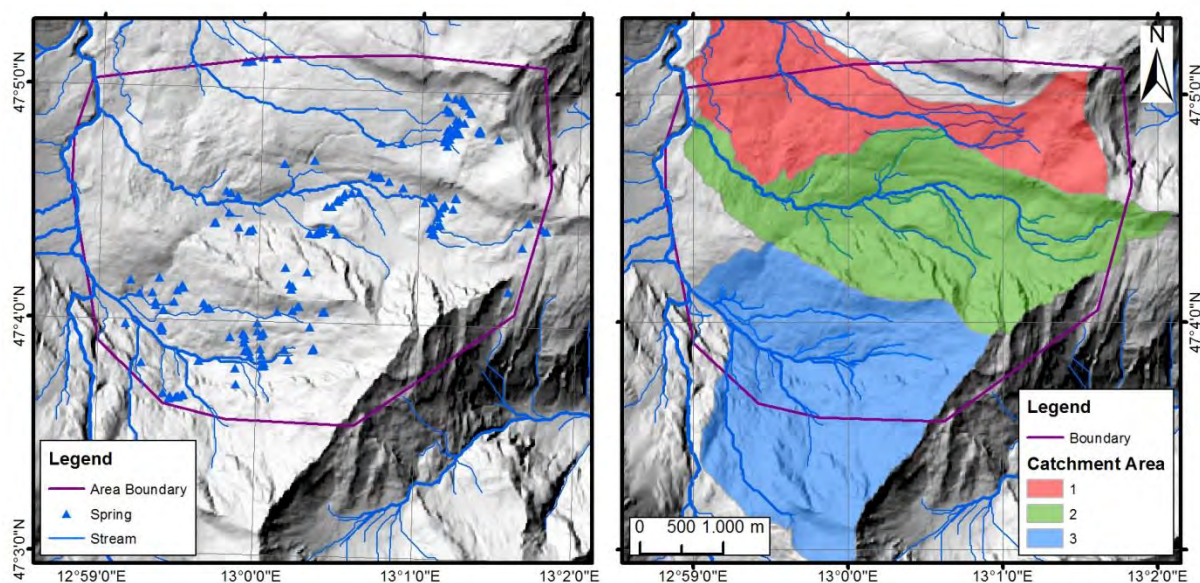 47°5'0"N
47°4'0"N
47°3'0"N
Legend
Area Boundary
Spring
Stream
12°59'0"E
13°0'0"E
13°1'0"E
13°2'0"E
N
47°5'0"N
47°4'0"N
Legend
Boundary
Catchment Area
1
2
3
0 500 1.000 m
12°59'0"E
13°0'0"E
13°1'0"E
13°2'0"E